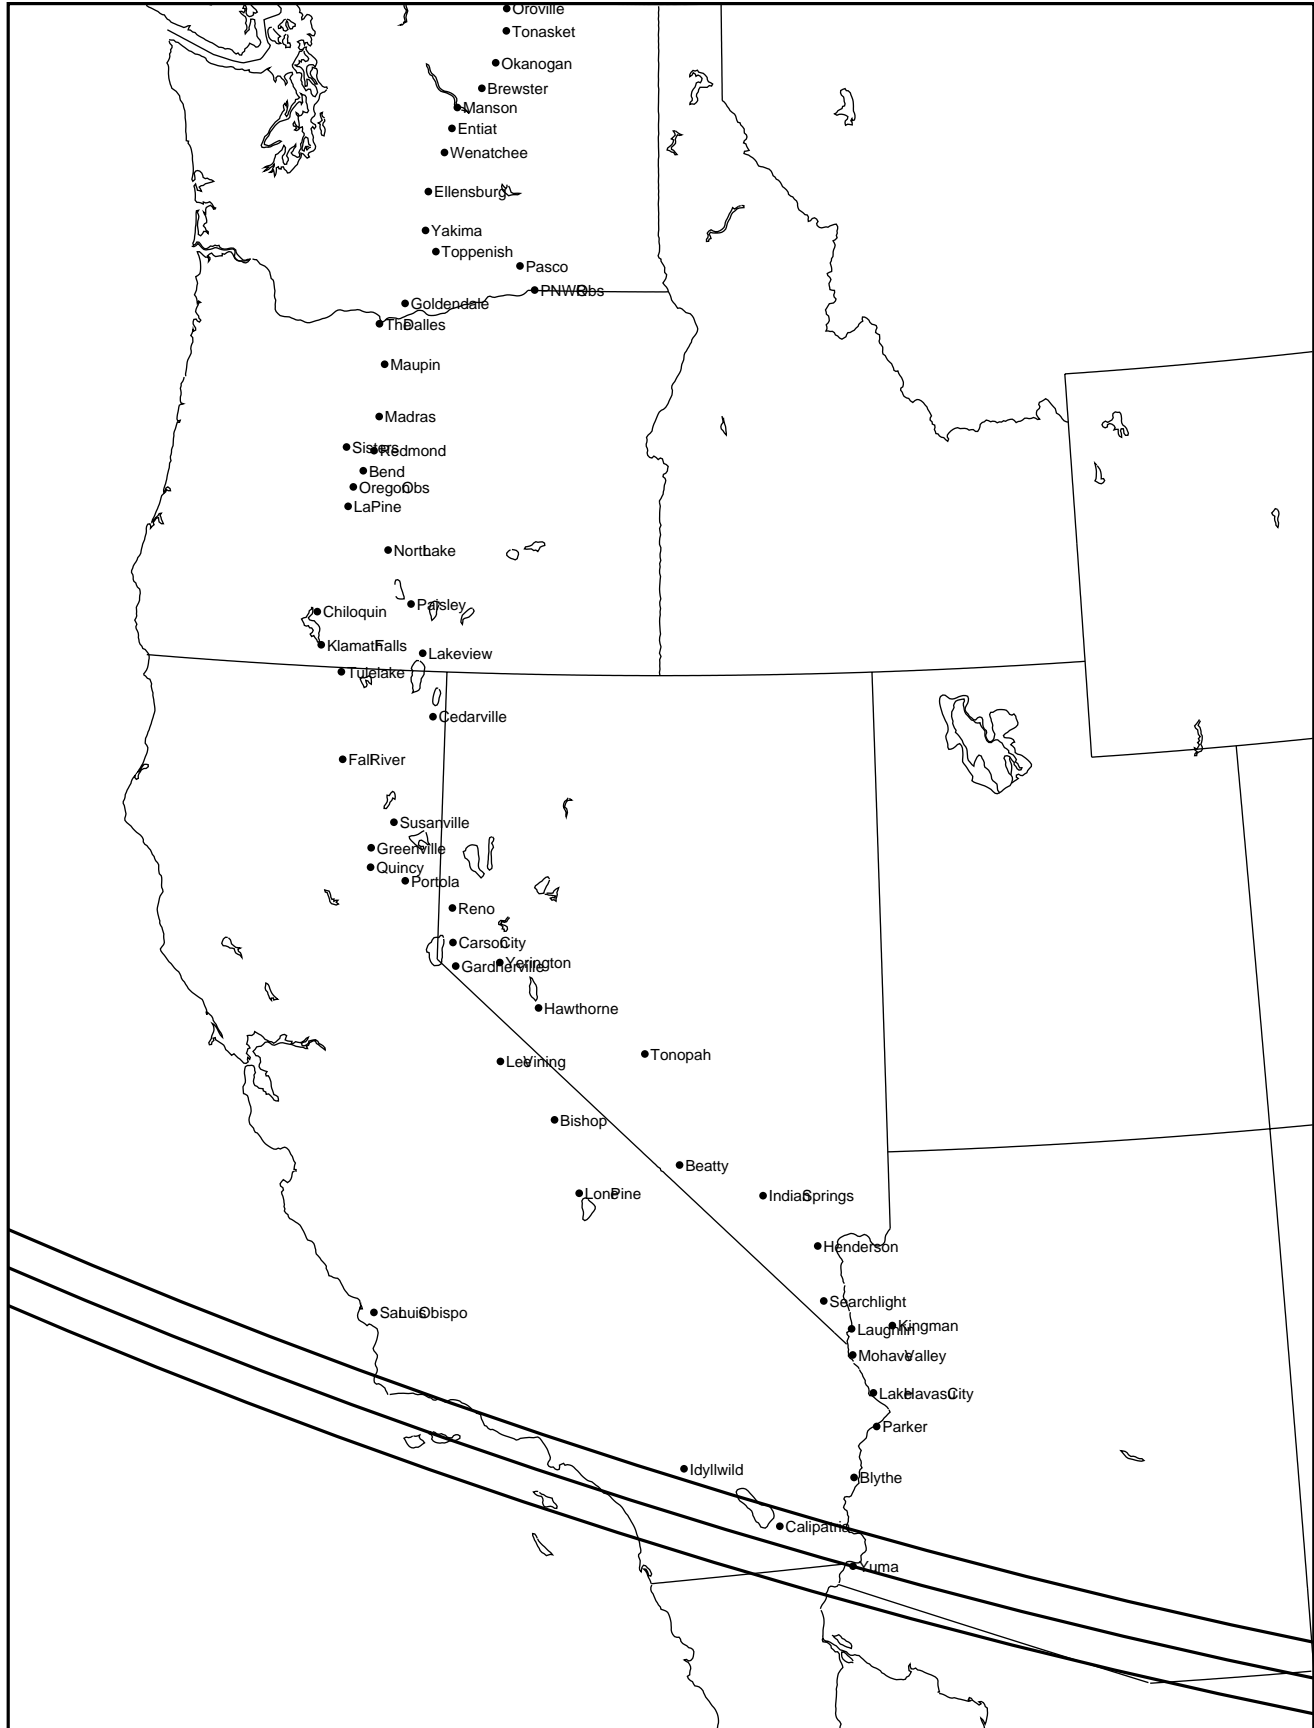 Oroville
Tonasket
Okanogan
Brewster
Manson
Entiat
Wenatchee
Ellensburg
Yakima
Toppenish
Pasco
PNWRObs
Goldendale
TheDalles
Maupin
Madras
Sisters
Redmond
Bend
OregonObs
LaPine
NorthLake
Paisley
Chiloquin
KlamathFalls
Lakeview
Tulelake
Cedarville
FallRiver
Susanville
Greenville
Quincy
Portola
Reno
CarsonCity
Yerington
Gardnerville
Hawthorne
Tonopah
LeeVining
Bishop
Beatty
LonePine
IndianSprings
Henderson
Searchlight
SanLuisObispo
Kingman
Laughlin
MohaveValley
LakeHavasuCity
Parker
Idyllwild
Blythe
Calipatria
Yuma